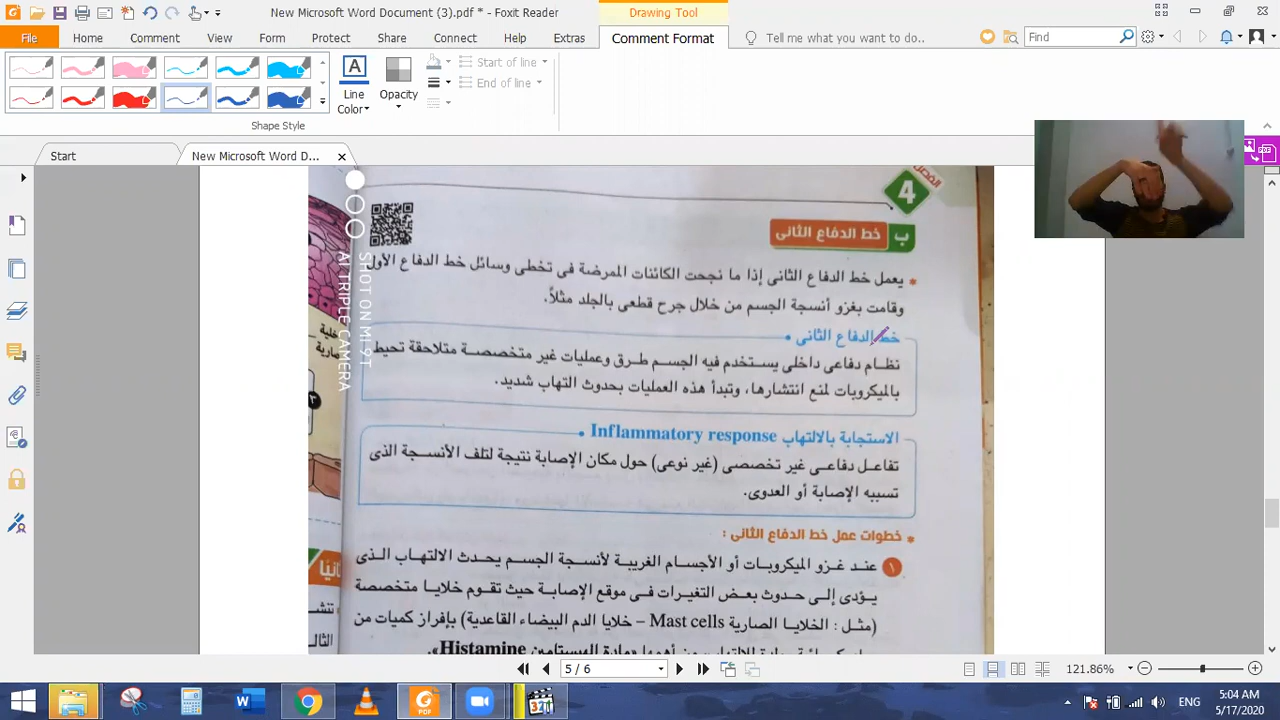 New Microsoft Word Document (3).pdf * - Foxit Reader
Drawing Tool
File Home Comment View Form Protect Share Connect Help Extras Comment Format Tell me what you want to do.. Find
Start of line
End of line
Line Color
Opacity
Shape Style
Start
New Microsoft Word D...
PDF
الفصل
4
ب خط الدفاع الثانى
* يعمل خط الدفاع الثانى إذا ما نجحت الكائنات الممرضة فى تخطى وسائل خط الدفاع الأول
وقامت بغزو أنسجة الجسم من خلال جرح قطعى بالجلد مثلاً.
خط الدفاع الثانى
نظام دفاعى داخلى يستخدم فيه الجسم طرق وعمليات غير متخصصة متلاحقة تحيط
بالميكروبات لمنع انتشارها، وتبدأ هذه العمليات بحدوث التهاب شديد.
الاستجابة بالالتهاب Inflammatory response
تفاعل دفاعى غير تخصصى (غير نوعى) حول مكان الإصابة نتيجة لتلف الأنسجة الذى
تسببه الإصابة أو العدوى.
* خطوات عمل خط الدفاع الثانى :
١ عند غزو الميكروبات أو الأجسام الغريبة لأنسجة الجسم يحدث الالتهاب الذى
يؤدى إلى حدوث بعض التغيرات فى موقع الإصابة حيث تقوم خلايا متخصصة
(مثل : الخلايا الصارية Mast cells – خلايا الدم البيضاء القاعدية) بإفراز كميات من
من أهمها «مادة الهيستامين Histamine».
SHOT ON MI 9T
AI TRIPLE CAMERA
٣
5 / 6
121.86%
ENG
5:04 AM
5/17/2020
321